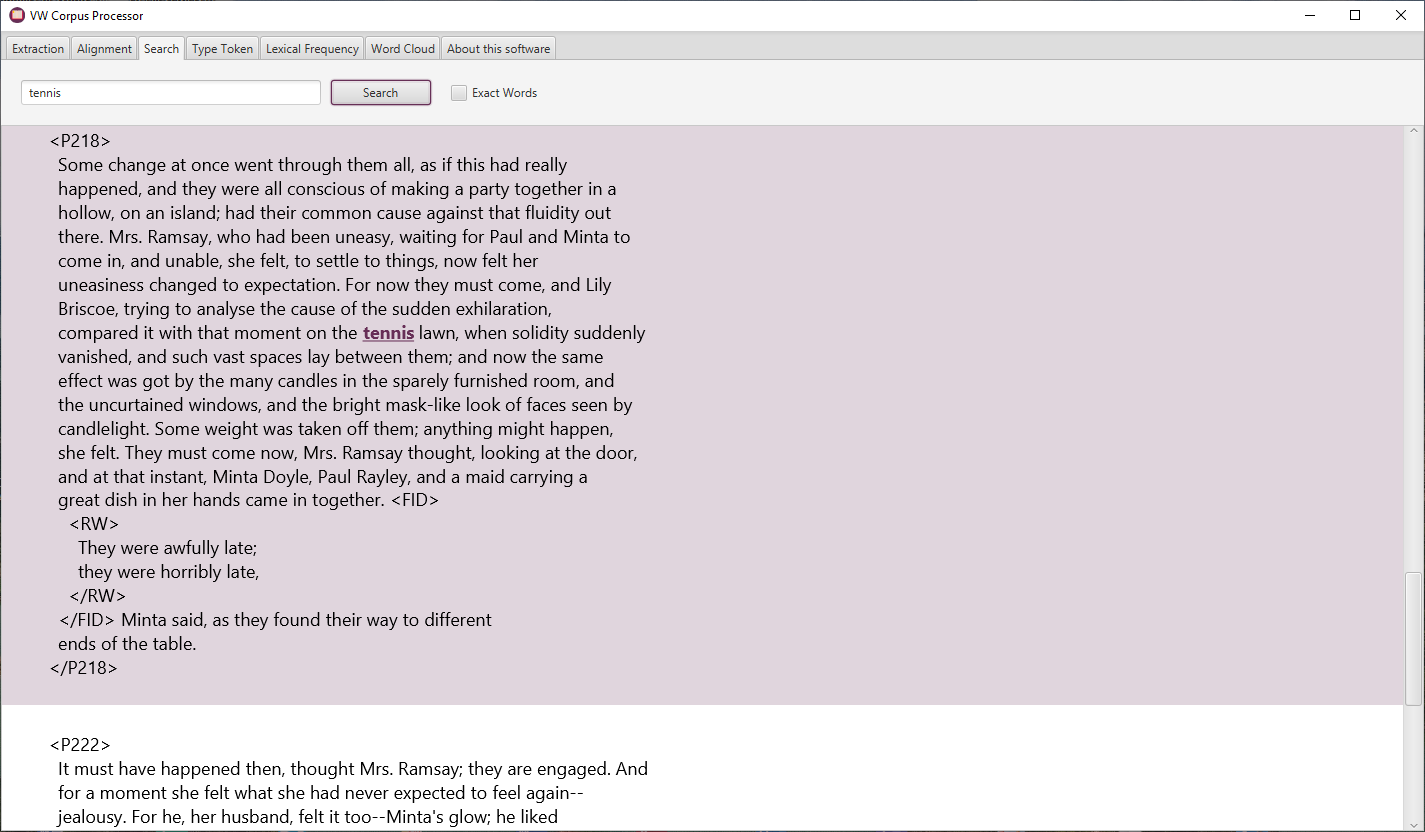 VW Corpus Processor
Extraction Alignment Search Type Token Lexical Frequency Word Cloud About this software
tennis Search Exact Words
<P218>
Some change at once went through them all, as if this had really
happened, and they were all conscious of making a party together in a
hollow, on an island; had their common cause against that fluidity out
there. Mrs. Ramsay, who had been uneasy, waiting for Paul and Minta to
come in, and unable, she felt, to settle to things, now felt her
uneasiness changed to expectation. For now they must come, and Lily
Briscoe, trying to analyse the cause of the sudden exhilaration,
compared it with that moment on the tennis lawn, when solidity suddenly
vanished, and such vast spaces lay between them; and now the same
effect was got by the many candles in the sparely furnished room, and
the uncurtained windows, and the bright mask-like look of faces seen by
candlelight. Some weight was taken off them; anything might happen,
she felt. They must come now, Mrs. Ramsay thought, looking at the door,
and at that instant, Minta Doyle, Paul Rayley, and a maid carrying a
great dish in her hands came in together. <FID>
<RW>
They were awfully late;
they were horribly late,
</RW>
</FID> Minta said, as they found their way to different
ends of the table.
</P218>
<P222>
It must have happened then, thought Mrs. Ramsay; they are engaged. And
for a moment she felt what she had never expected to feel again--
jealousy. For he, her husband, felt it too--Minta's glow; he liked